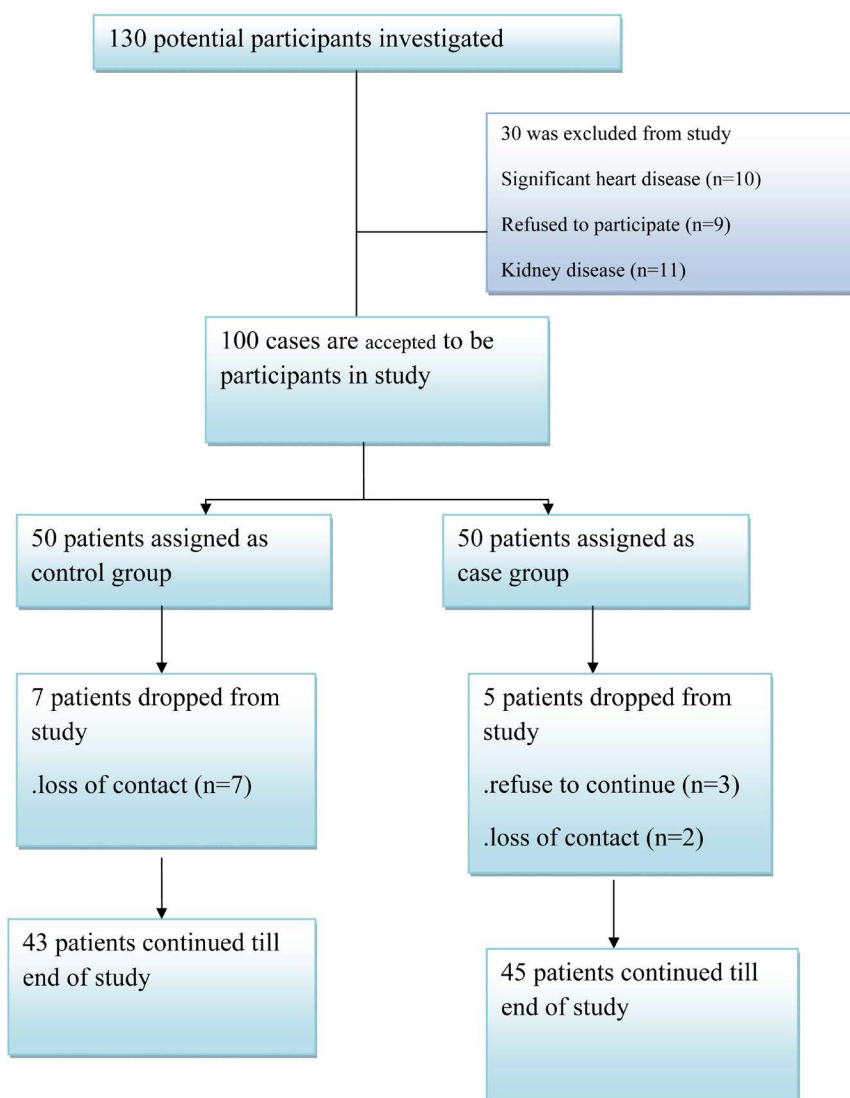 130 potential participants investigated
30 was excluded from study
Significant heart disease (n=10)
Refused to participate (n=9)
Kidney disease (n=11)
100 cases are accepted to be
participants in study
50 patients assigned as
control group
50 patients assigned as
case group
7 patients dropped from
study
.loss of contact (n=7)
5 patients dropped from
study
.refuse to continue (n=3)
.loss of contact (n=2)
43 patients continued till
end of study
45 patients continued till
end of study